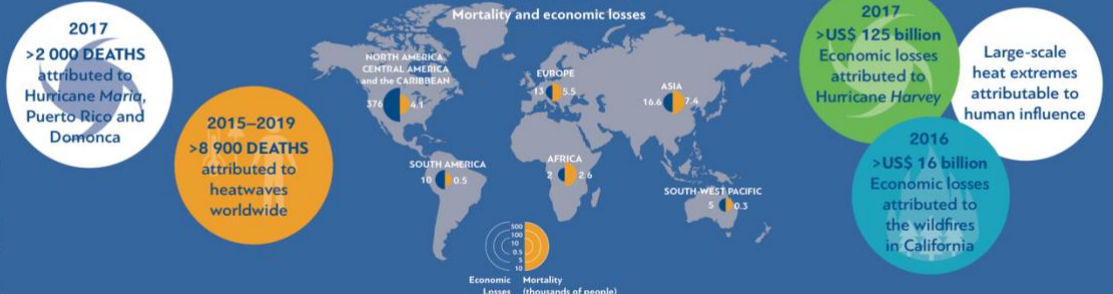 2017
>2 000 DEATHS
attributed to
Hurricane Maria,
Puerto Rico and
Domonca
2015–2019
>8 900 DEATHS
attributed to
heatwaves
worldwide
Mortality and economic losses
NORTH AMERICA,
CENTRAL AMERICA
and the CARIBBEAN
376 4.1
EUROPE
13 5.5
ASIA
16.6 7.4
SOUTH AMERICA
10 0.5
AFRICA
2 2.6
SOUTH-WEST PACIFIC
5 0.3
500
100
10
0.5
5
10
Economic
Losses
Mortality
(thousands of people)
2017
>US$ 125 billion
Economic losses
attributed to
Hurricane Harvey
Large-scale
heat extremes
attributable to
human influence
2016
>US$ 16 billion
Economic losses
attributed to
the wildfires
in California